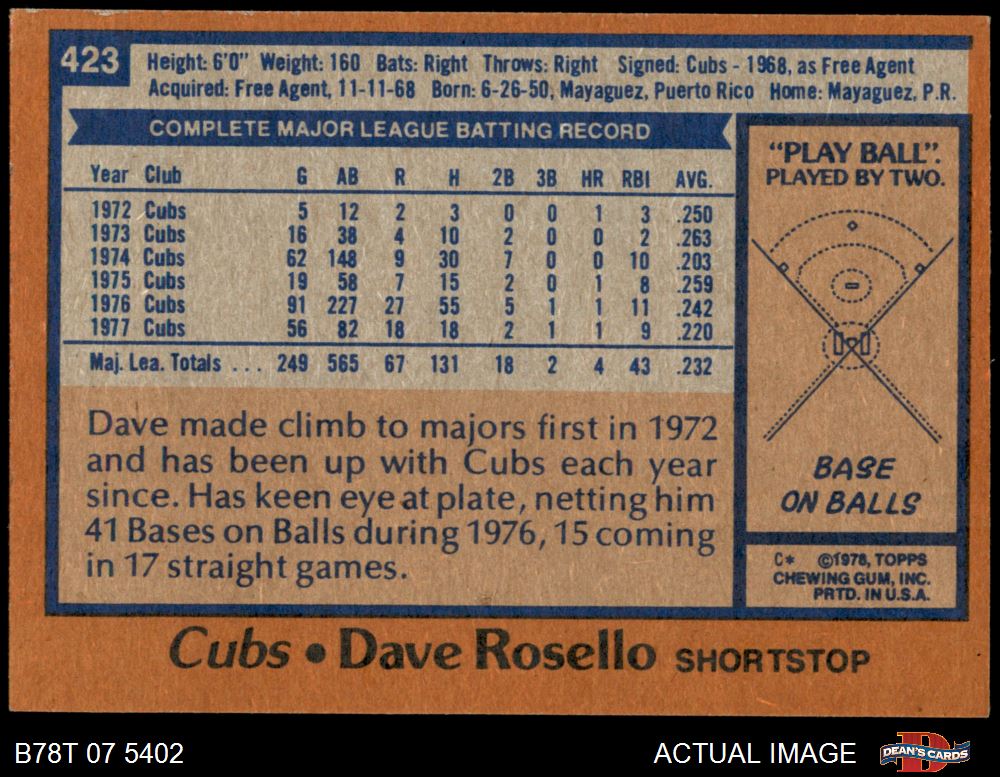 423
Height: 6'0" Weight: 160 Bats: Right Throws: Right Signed: Cubs - 1968, as Free Agent
Acquired: Free Agent, 11-11-68 Born: 6-26-50, Mayaguez, Puerto Rico Home: Mayaguez, P.R.
COMPLETE MAJOR LEAGUE BATTING RECORD
Year Club G AB R H 2B 3B HR RBI AVG.
1972 Cubs 5 12 2 3 0 0 1 3 .250
1973 Cubs 16 38 4 10 2 0 0 2 .263
1974 Cubs 62 148 9 30 7 0 0 10 .203
1975 Cubs 19 58 7 15 2 0 1 8 .259
1976 Cubs 91 227 27 55 5 1 1 11 .242
1977 Cubs 56 82 18 18 2 1 1 9 .220
Maj. Lea. Totals ... 249 565 67 131 18 2 4 43 .232
Dave made climb to majors first in 1972
and has been up with Cubs each year
since. Has keen eye at plate, netting him
41 Bases on Balls during 1976, 15 coming
in 17 straight games.
"PLAY BALL".
PLAYED BY TWO.
BASE
ON BALLS
C* ©1978, TOPPS
CHEWING GUM, INC.
PRTD. IN U.S.A.
Cubs • Dave Rosello SHORTSTOP
B78T 07 5402
ACTUAL IMAGE
DEAN'S CARDS